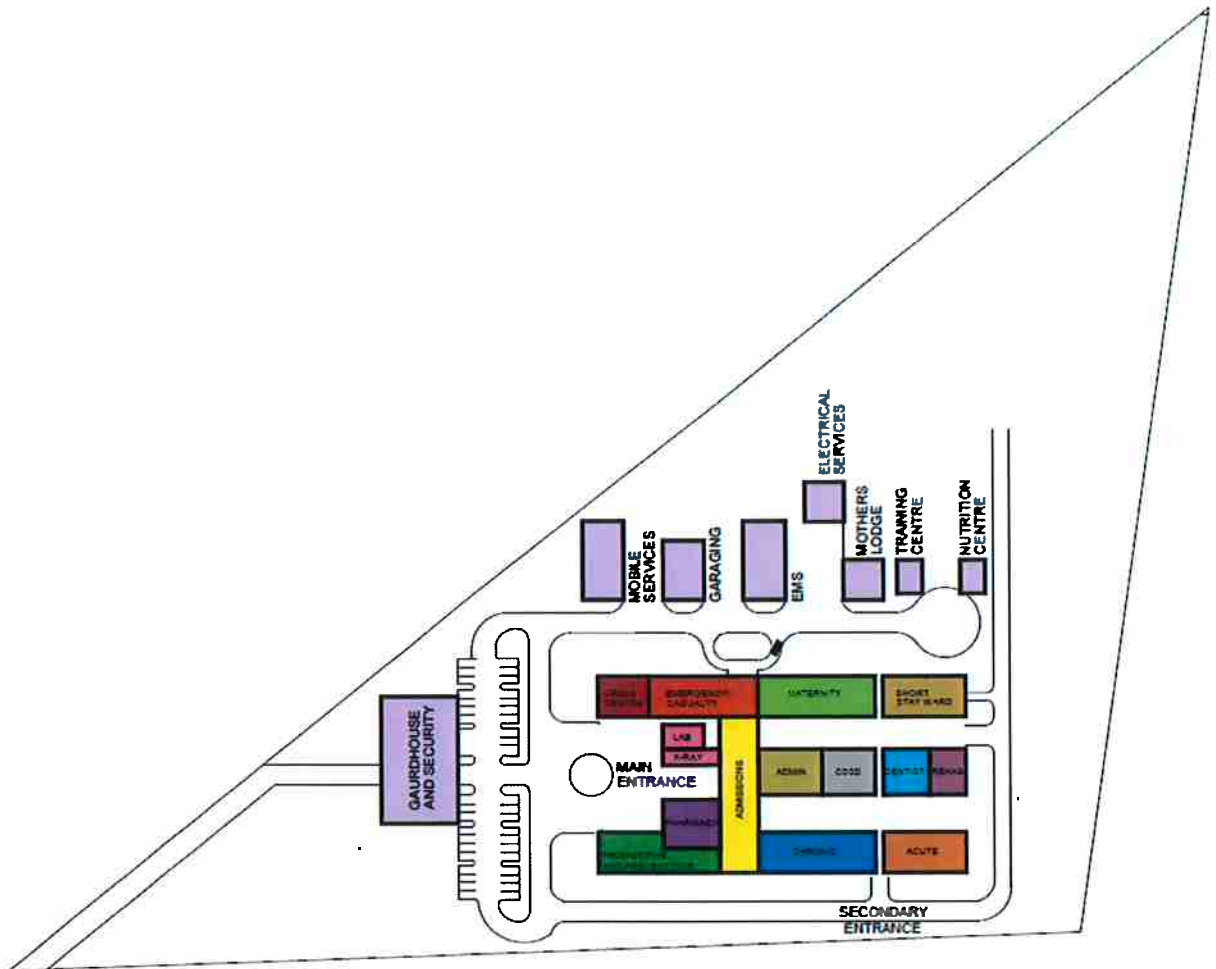 ELECTRICAL
SERVICES
MOTHERS
LODGE
TRAINING
CENTRE
NUTRITION
CENTRE
MOBILE
SERVICES
GARAGING
EMS
GAURDHOUSE
AND SECURITY
EMERGENCY/
CASUALTY
MATERNITY
SHORT
STAY WARD
LAB
X-RAY
MAIN
ENTRANCE
ADMISSIONS
ADMIN
DENTIST
REHAB
PHARMACY
CHRONIC
ACUTE
SECONDARY
ENTRANCE